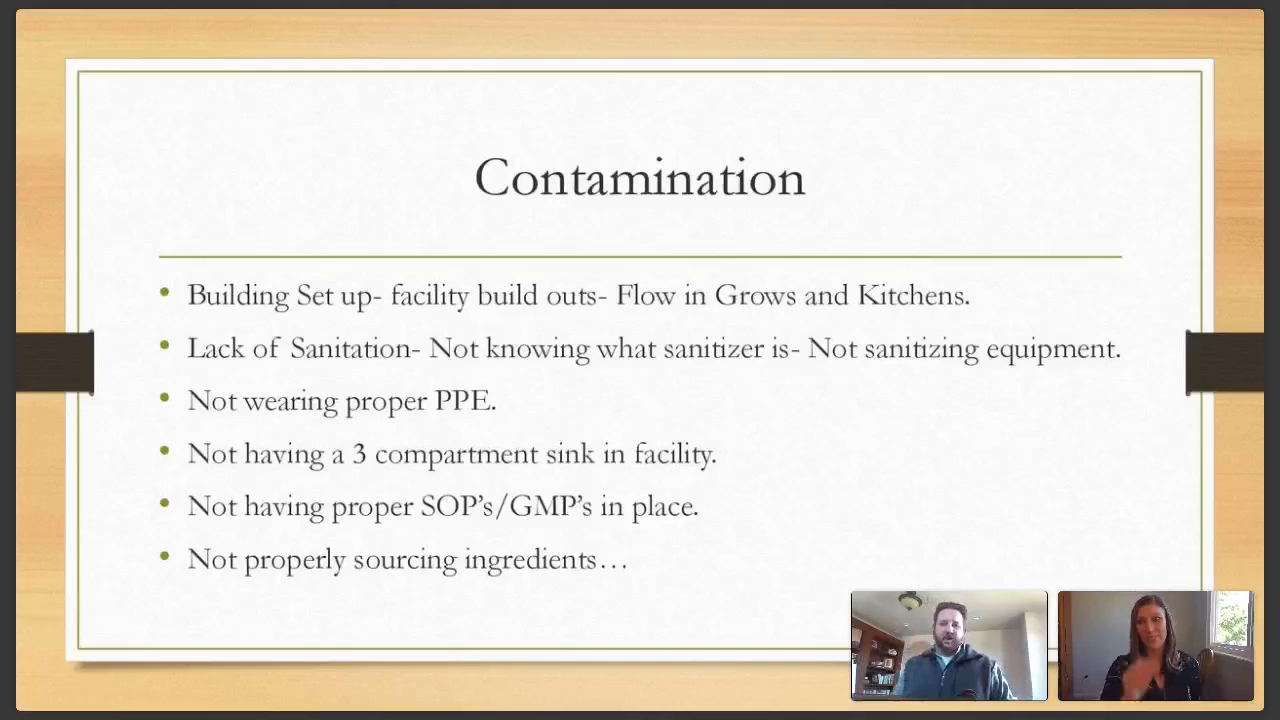 Contamination
• Building Set up- facility build outs- Flow in Grows and Kitchens.
• Lack of Sanitation- Not knowing what sanitizer is- Not sanitizing equipment.
• Not wearing proper PPE.
• Not having a 3 compartment sink in facility.
• Not having proper SOP’s/GMP’s in place.
• Not properly sourcing ingredients…